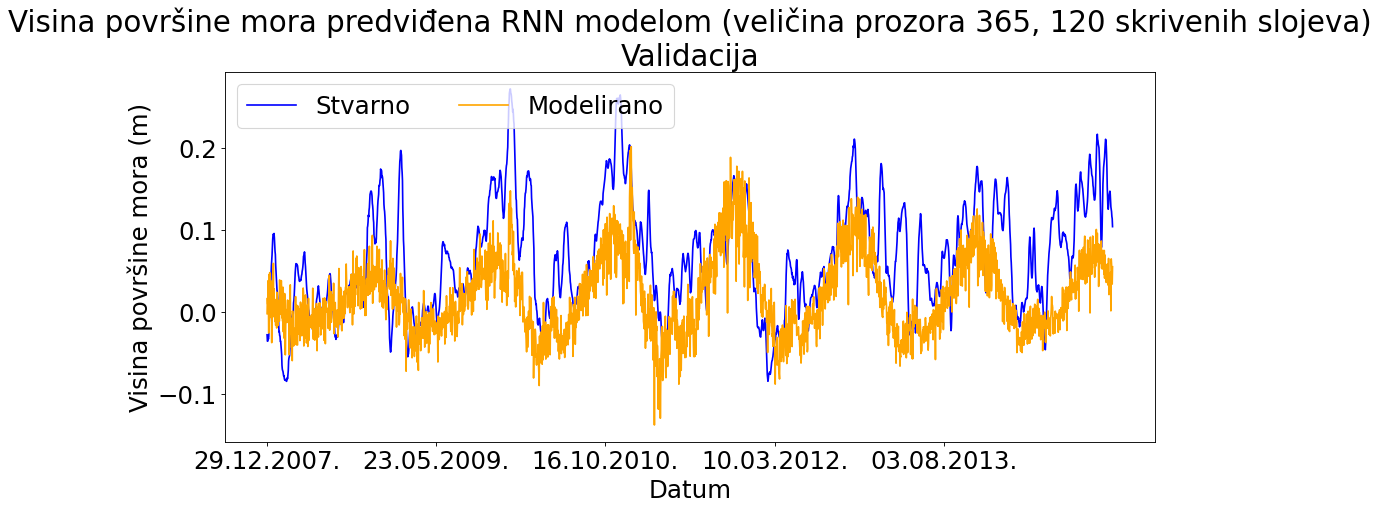 Visina površine mora predviđena RNN modelom (veličina prozora 365, 120 skrivenih slojeva)
Validacija
Stvarno Modelirano
Visina površine mora (m)
0.2
0.1
0.0
−0.1
29.12.2007. 23.05.2009. 16.10.2010. 10.03.2012. 03.08.2013.
Datum